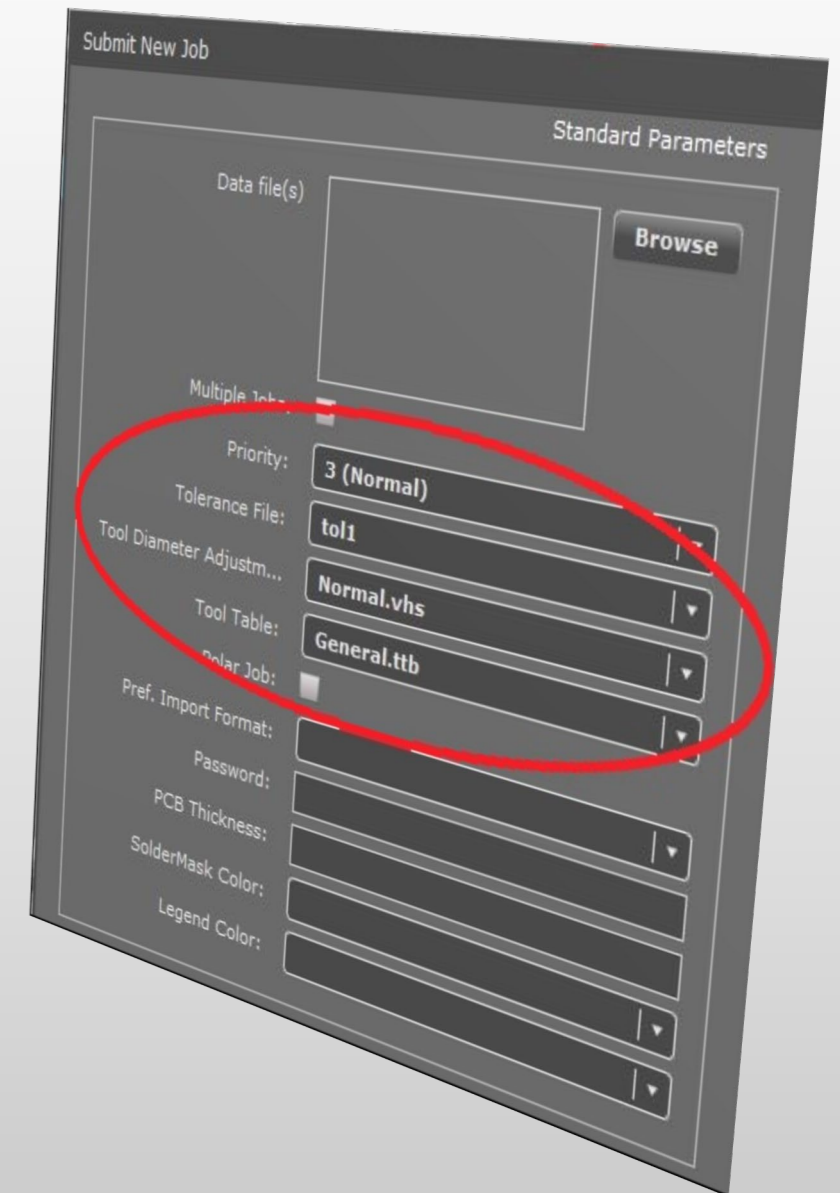 Submit New Job
Standard Parameters
Data file(s)
Browse
Multiple Jobs:
Priority:
3 (Normal)
Tolerance File:
tol1
Tool Diameter Adjustm...
Normal.vhs
Tool Table:
General.ttb
Polar Job:
Pref. Import Format:
Password:
PCB Thickness:
SolderMask Color:
Legend Color: